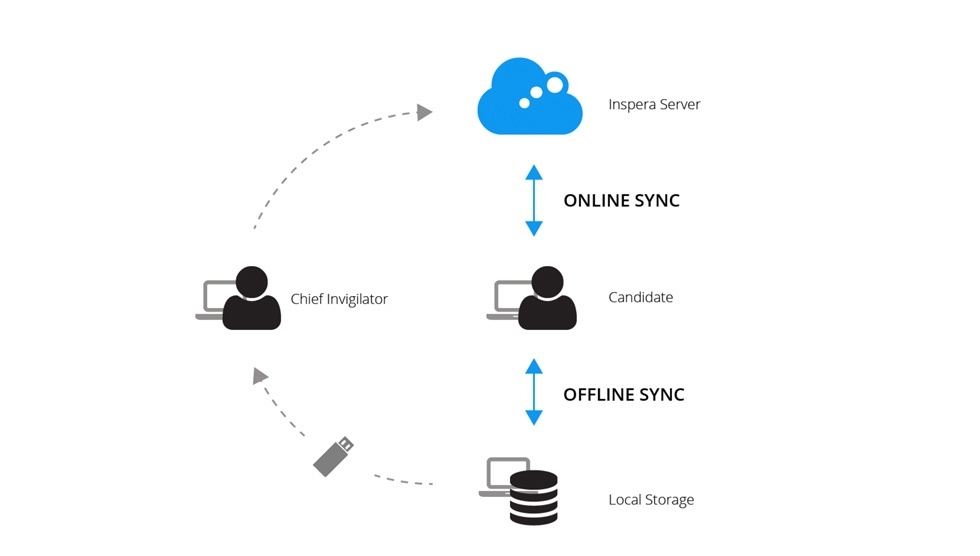 Inspera Server
ONLINE SYNC
Chief Invigilator
Candidate
OFFLINE SYNC
Local Storage